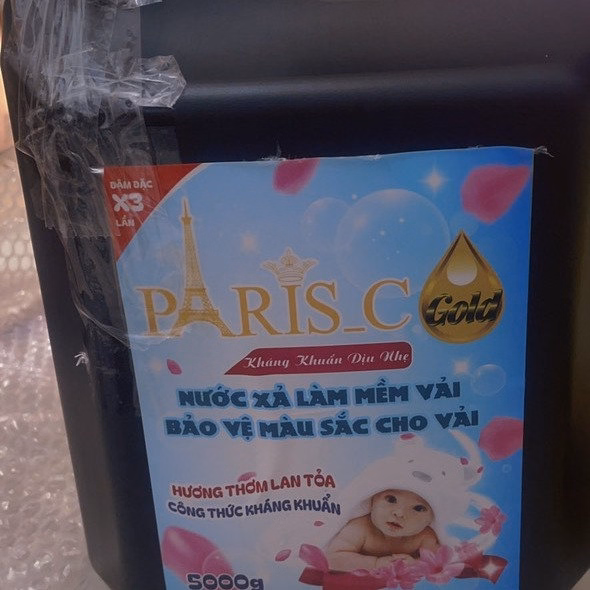 ĐẬM ĐẶC
X3
LẦN
PARIS_C
Gold
Kháng Khuẩn Dịu Nhẹ
NƯỚC XẢ LÀM MỀM VẢI
BẢO VỆ MÀU SẮC CHO VẢI
HƯƠNG THƠM LAN TỎA
CÔNG THỨC KHÁNG KHUẨN
5000g